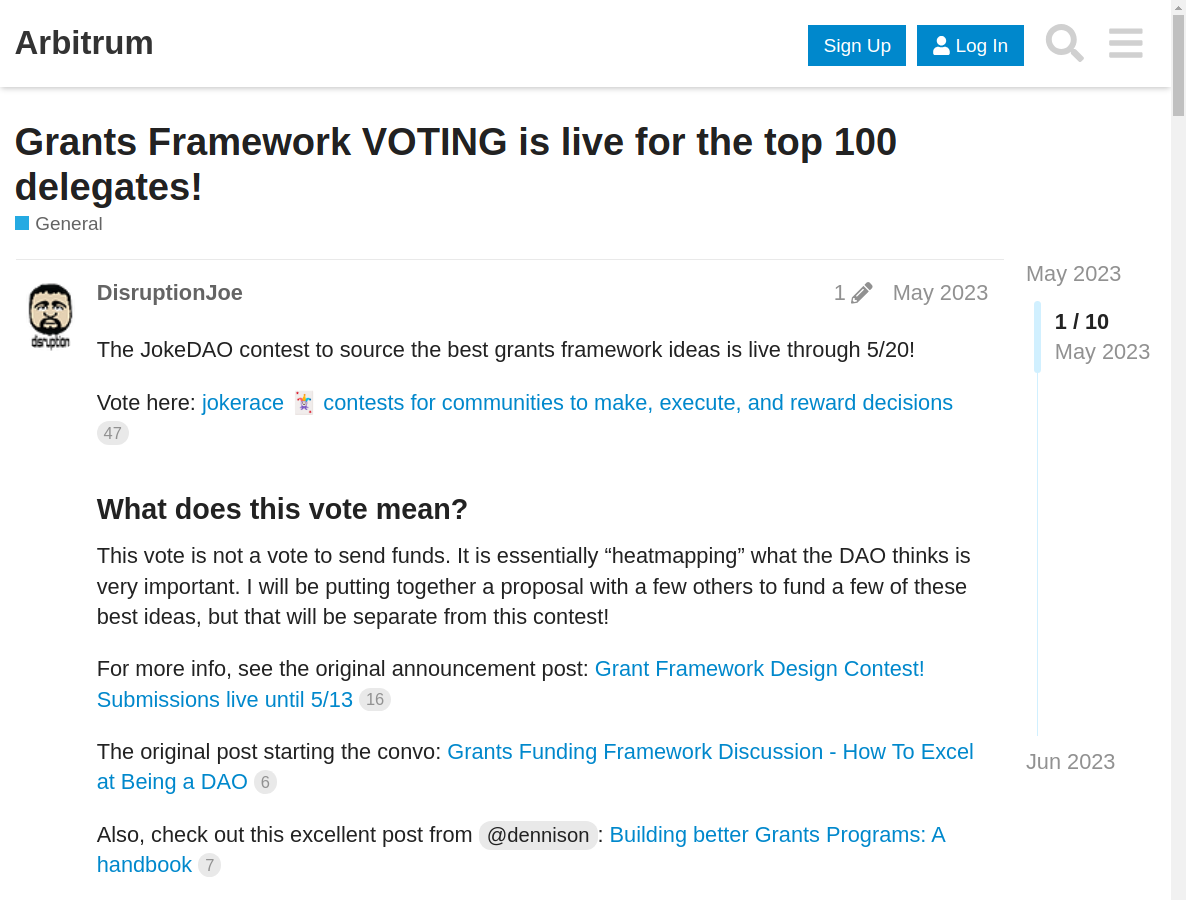 Arbitrum
Sign Up
Log In
Grants Framework VOTING is live for the top 100
delegates!
General
DisruptionJoe
1
May 2023
The JokeDAO contest to source the best grants framework ideas is live through 5/20!
Vote here: jokerace 🃏 contests for communities to make, execute, and reward decisions
47
What does this vote mean?
This vote is not a vote to send funds. It is essentially “heatmapping” what the DAO thinks is
very important. I will be putting together a proposal with a few others to fund a few of these
best ideas, but that will be separate from this contest!
For more info, see the original announcement post: Grant Framework Design Contest!
Submissions live until 5/13 16
The original post starting the convo: Grants Funding Framework Discussion - How To Excel
at Being a DAO 6
Also, check out this excellent post from @dennison : Building better Grants Programs: A
handbook 7
May 2023
1 / 10
May 2023
Jun 2023
disruption